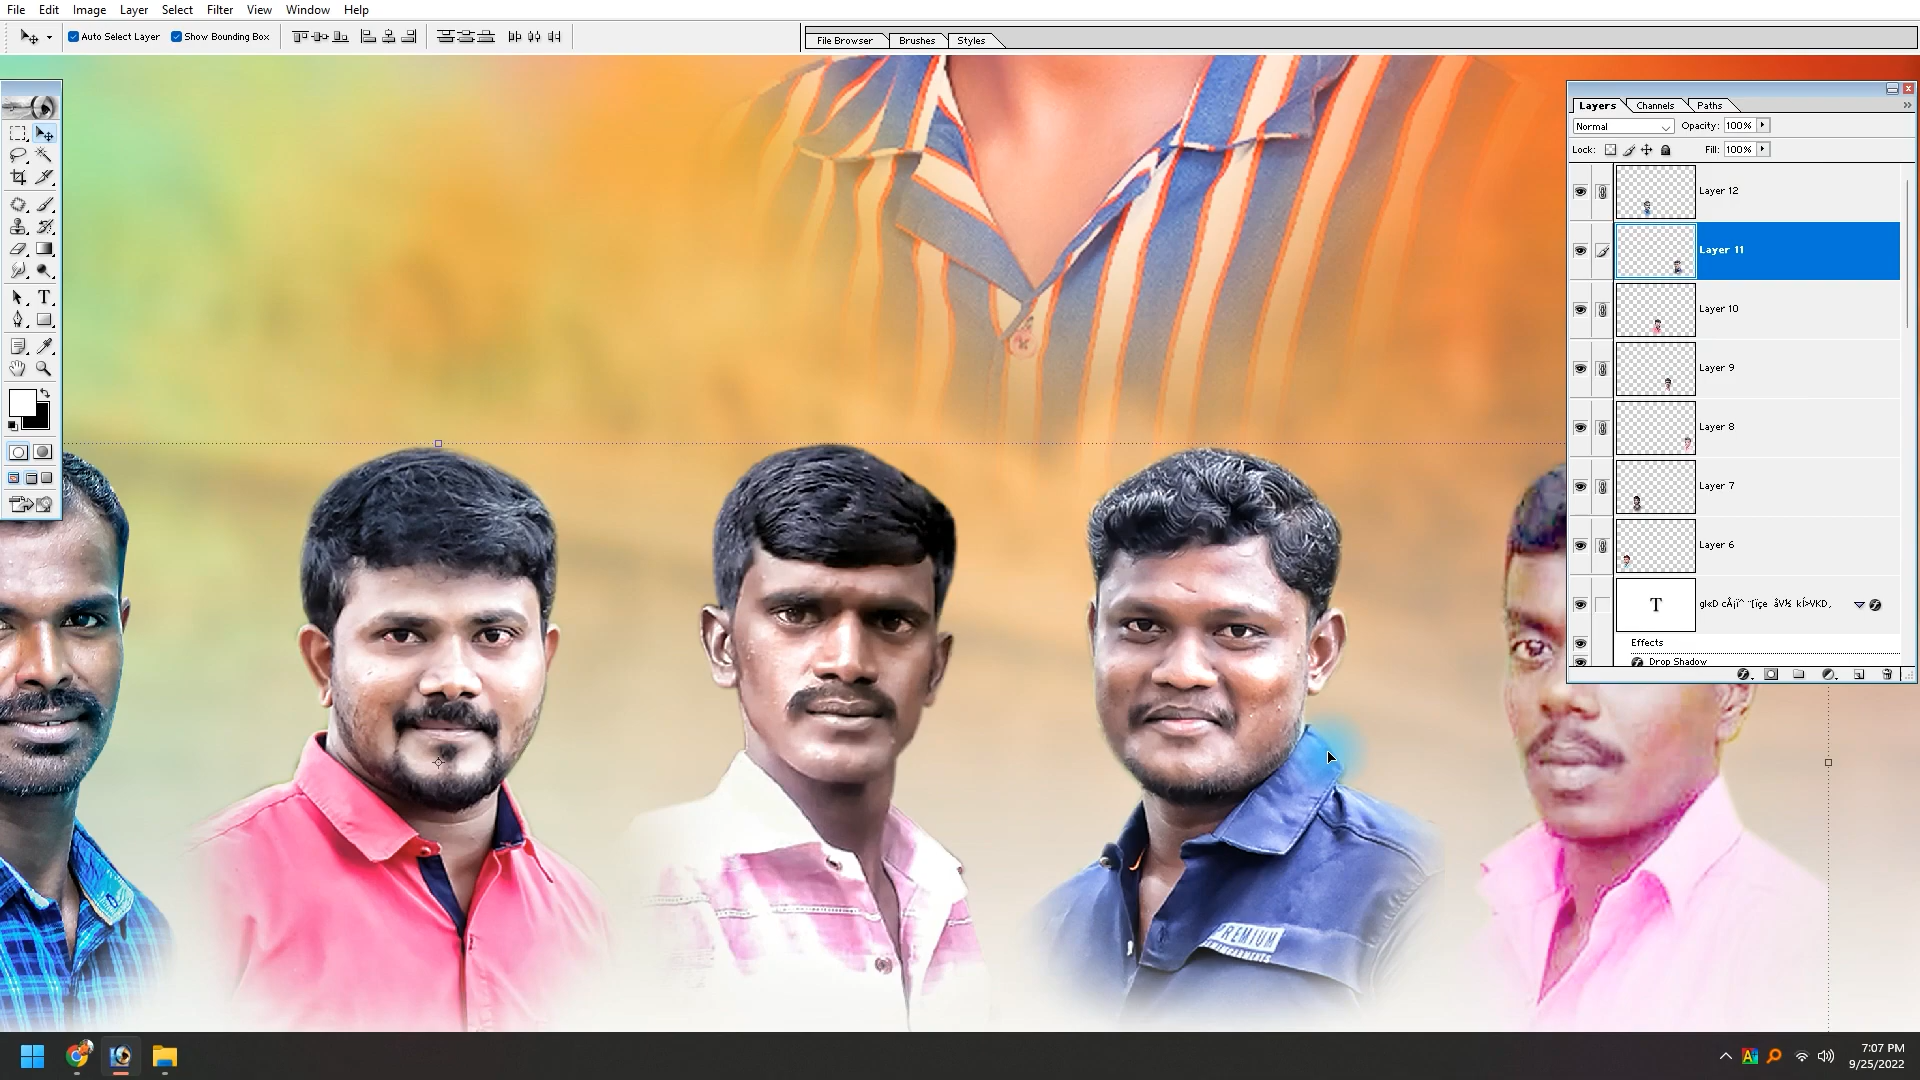 File Edit Image Layer Select Filter View Window Help
Auto Select Layer Show Bounding Box
File Browser Brushes Styles
Layers Channels Paths
Normal Opacity: 100%
Lock: Fill: 100%
Layer 12
Layer 11
Layer 10
Layer 9
Layer 8
Layer 7
Layer 6
T
Effects
Drop Shadow
PREMIUM
7:07 PM
9/25/2022